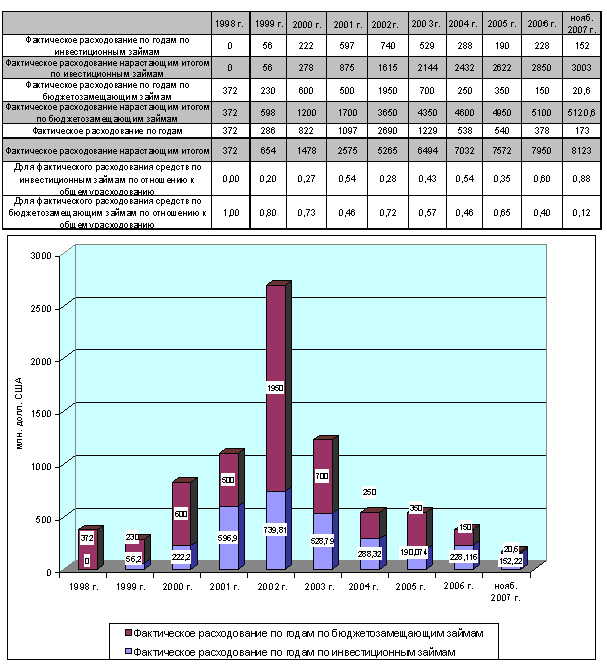 1998 г. 1999 г. 2000 г. 2001 г. 2002г. 2003г. 2004 г. 2005 г. 2006 г. нояб. 2007 г.
Фактическое расходование по годам по инвестиционным займам 0 56 222 597 740 529 288 190 228 152
Фактическое расходование нарастающим итогом по ивестиционным займам 0 56 278 875 1615 2144 2432 2622 2850 3003
Фактическое расходование по годам по бюджетозамещающим займам 372 230 600 500 1950 700 250 350 150 20,6
Фактическое расходование нарастающим итогом по бюджетозамещающим займам 372 598 1200 1700 3650 4350 4600 4950 5100 5120,6
Фактическое расходование по годам 372 286 822 1097 2690 1229 538 540 378 173
Фактическое расходование нарастающим итогом 372 654 1478 2575 5265 6494 7032 7572 7950 8123
Доля фактического расходования средств по инвестиционным займам по отношению к общему расходованию 0,00 0,20 0,27 0,54 0,28 0,43 0,54 0,35 0,60 0,88
Доля фактического расходования средств по бюджетозамещающим займам по отношению к общему расходованию 1,00 0,80 0,73 0,46 0,72 0,57 0,46 0,65 0,40 0,12
млн. долл. США
3000
2500
2000
1500
1000
500
0
372 230 600 500 1950 700 250 350 150 20,6
0 56,2 222,2 596,9 739,81 528,79 288,32 190,074 228,116 152,22
1998 г. 1999 г. 2000 г. 2001 г. 2002 г. 2003 г. 2004 г. 2005 г. 2006 г. нояб. 2007 г.
Фактическое расходование по годам по бюджетозамещающим займам
Фактическое расходование по годам по инвестиционным займам